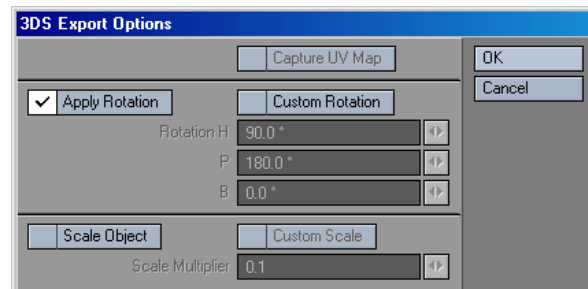 3DS Export Options
Capture UV Map
OK
Cancel
Apply Rotation
Custom Rotation
Rotation H 90.0 °
P 180.0 °
B 0.0 °
Scale Object
Custom Scale
Scale Multiplier 0.1